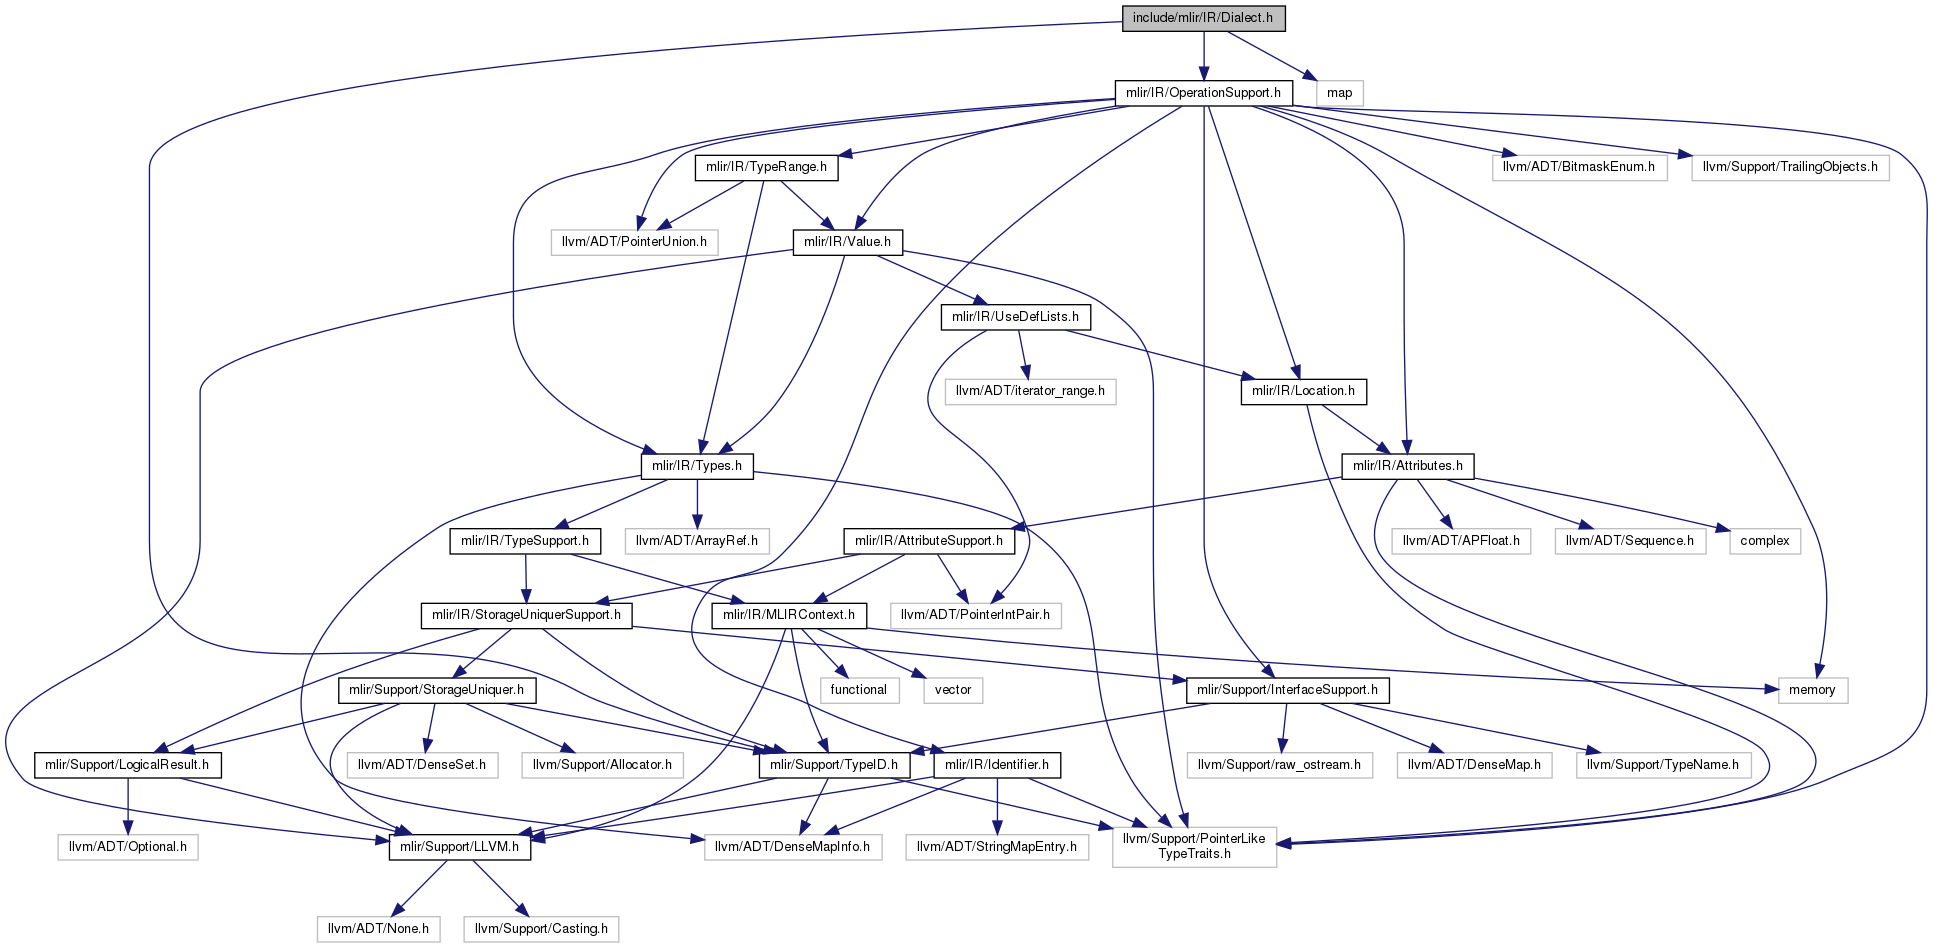 include/mlir/IR/Dialect.h
mlir/IR/OperationSupport.h
map
mlir/IR/TypeRange.h
llvm/ADT/BitmaskEnum.h
llvm/Support/TrailingObjects.h
llvm/ADT/PointerUnion.h
mlir/IR/Value.h
mlir/IR/UseDefLists.h
llvm/ADT/iterator_range.h
mlir/IR/Location.h
mlir/IR/Types.h
mlir/IR/Attributes.h
mlir/IR/TypeSupport.h
llvm/ADT/ArrayRef.h
mlir/IR/AttributeSupport.h
llvm/ADT/APFloat.h
llvm/ADT/Sequence.h
complex
mlir/IR/StorageUniquerSupport.h
mlir/IR/MLIRContext.h
llvm/ADT/PointerIntPair.h
mlir/Support/StorageUniquer.h
functional
vector
mlir/Support/InterfaceSupport.h
memory
mlir/Support/LogicalResult.h
llvm/ADT/DenseSet.h
llvm/Support/Allocator.h
mlir/Support/TypeID.h
mlir/IR/Identifier.h
llvm/Support/raw_ostream.h
llvm/ADT/DenseMap.h
llvm/Support/TypeName.h
llvm/ADT/Optional.h
mlir/Support/LLVM.h
llvm/ADT/DenseMapInfo.h
llvm/ADT/StringMapEntry.h
llvm/Support/PointerLike
TypeTraits.h
llvm/ADT/None.h
llvm/Support/Casting.h